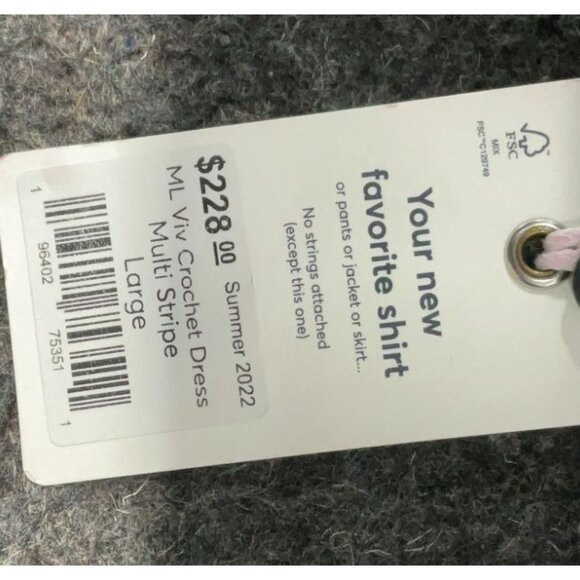 FSC
MIX
FSC™C129749
Your new
favorite shirt
or pants or jacket or skirt...
No strings attached
(except this one)
$228.00 Summer 2022
ML Viv Crochet Dress
Multi Stripe
Large
1 96402 75351 1